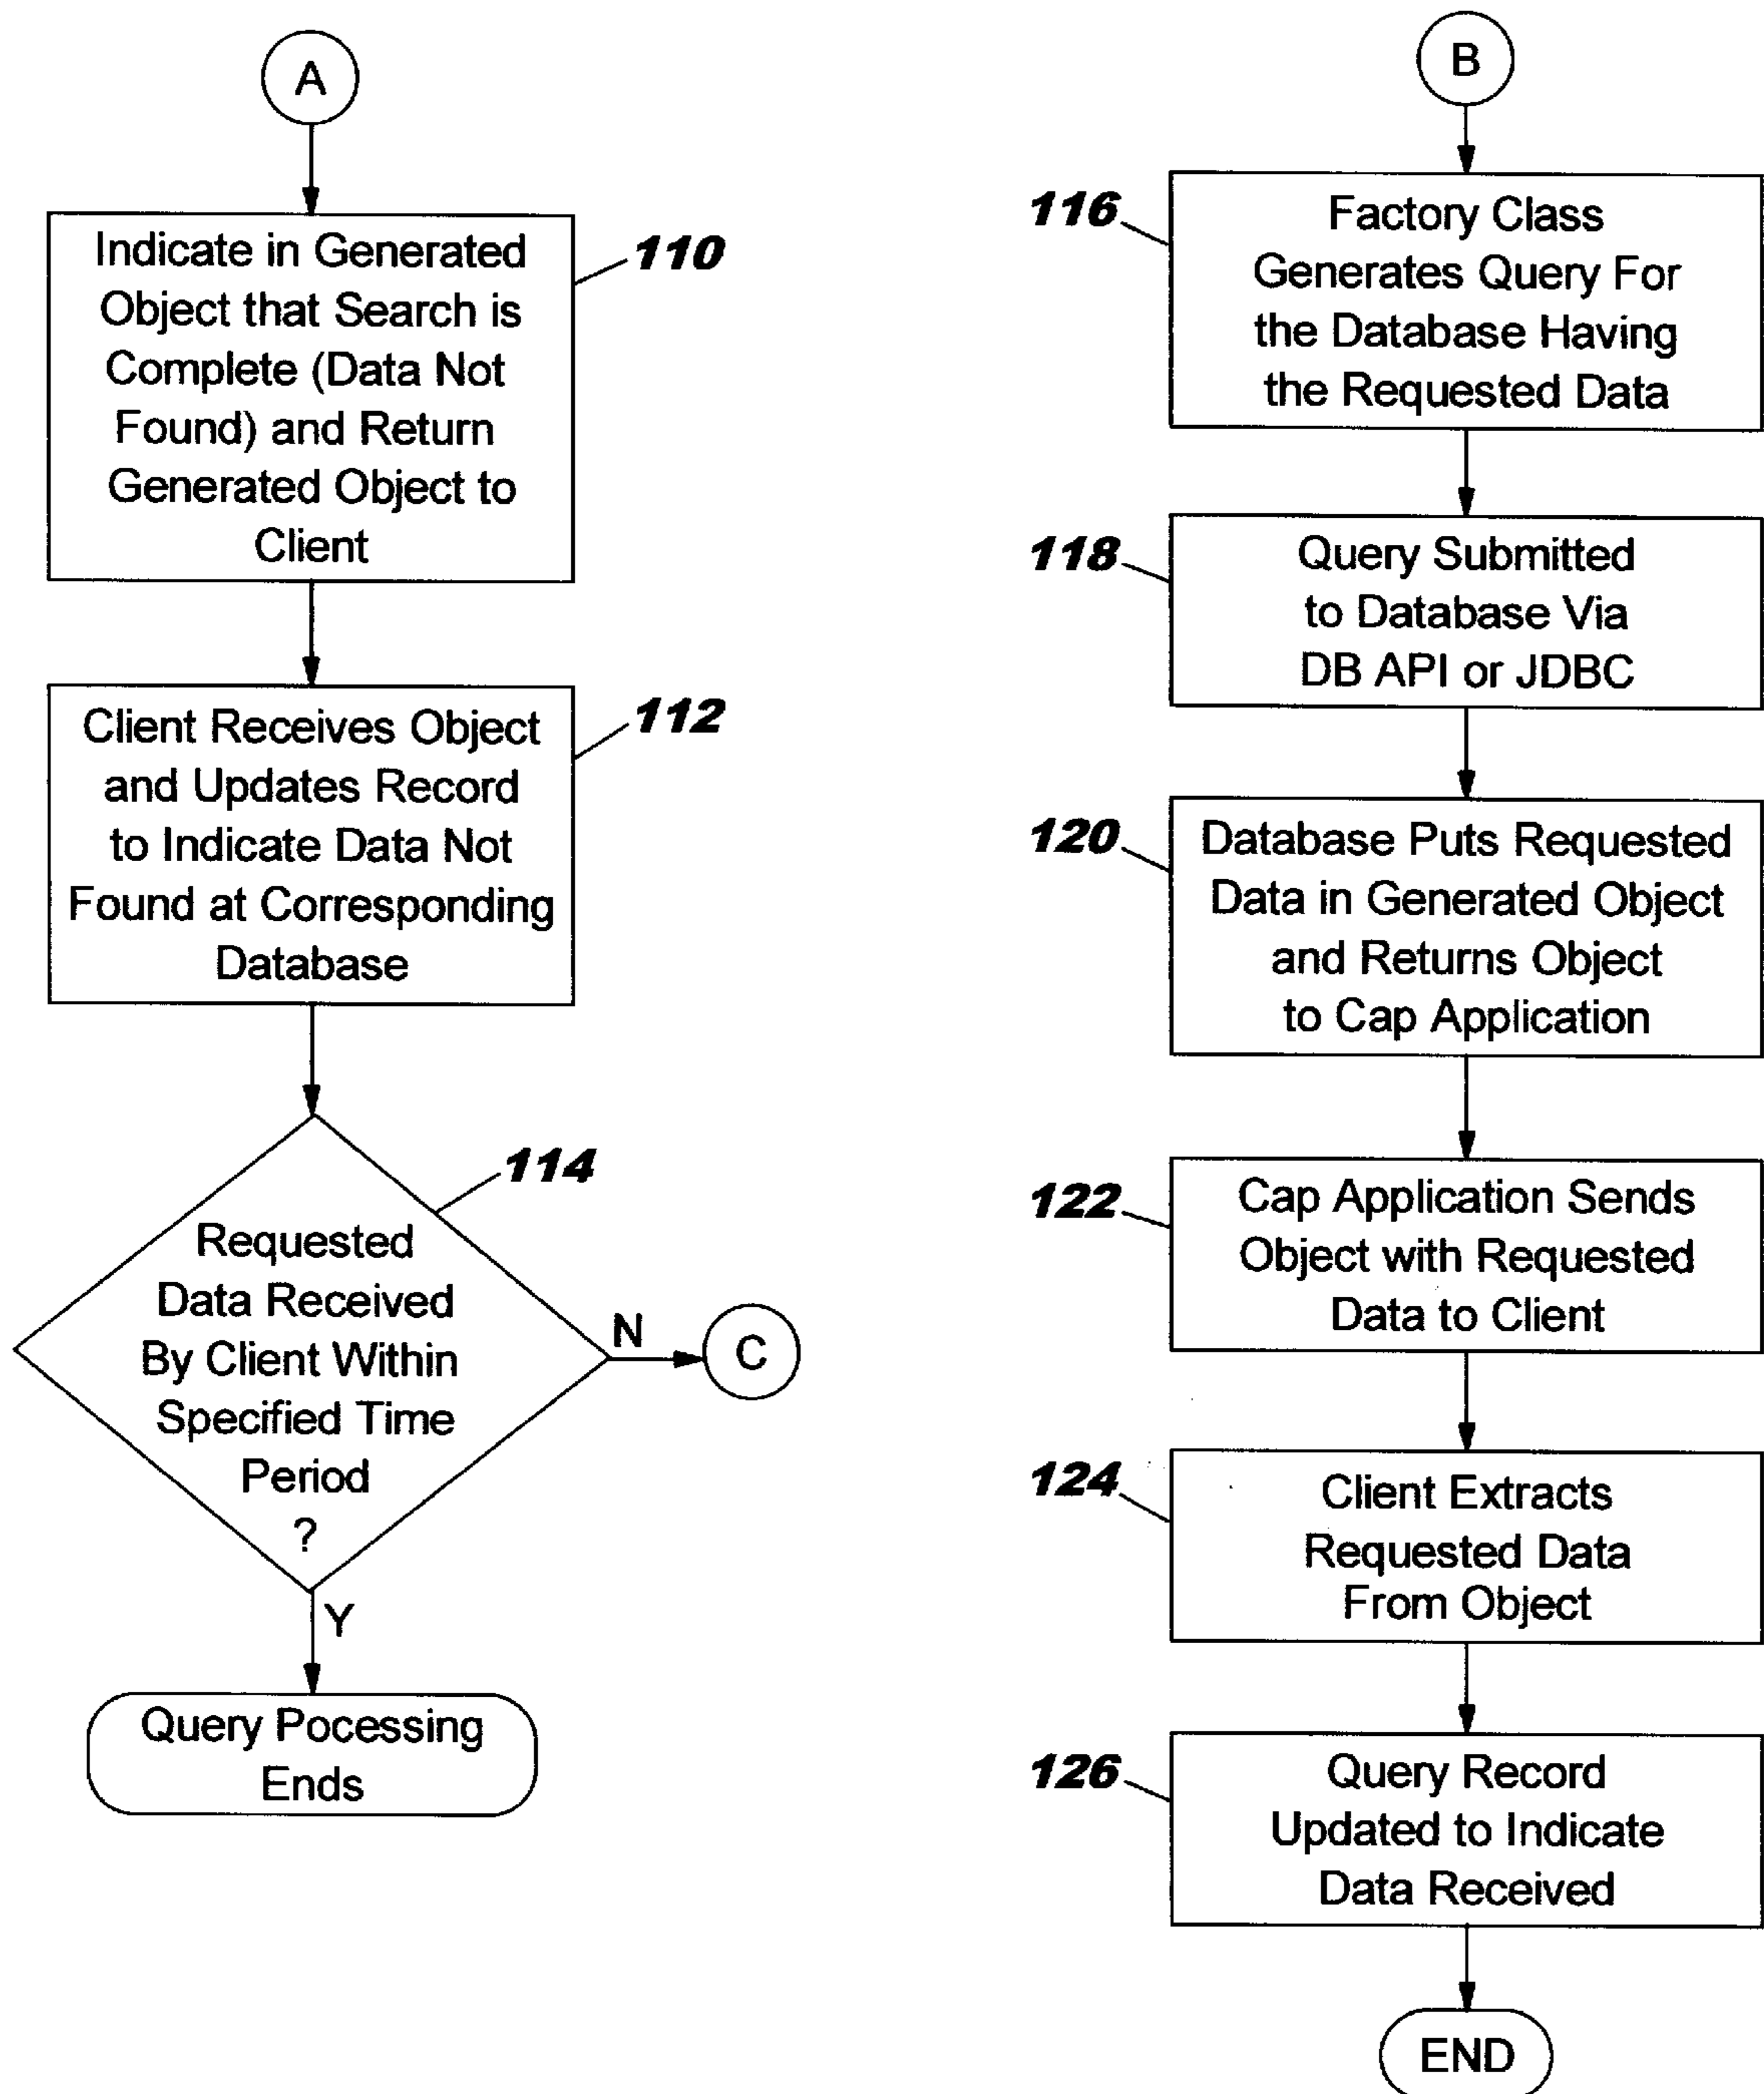 A
Indicate in Generated
Object that Search is
Complete (Data Not
Found) and Return
Generated Object to
Client
110
Client Receives Object
and Updates Record
to Indicate Data Not
Found at Corresponding
Database
112
114
Requested
Data Received
By Client Within
Specified Time
Period
?
N
C
Y
Query Pocessing
Ends
B
116
Factory Class
Generates Query For
the Database Having
the Requested Data
118
Query Submitted
to Database Via
DB API or JDBC
120
Database Puts Requested
Data in Generated Object
and Returns Object
to Cap Application
122
Cap Application Sends
Object with Requested
Data to Client
124
Client Extracts
Requested Data
From Object
126
Query Record
Updated to Indicate
Data Received
END